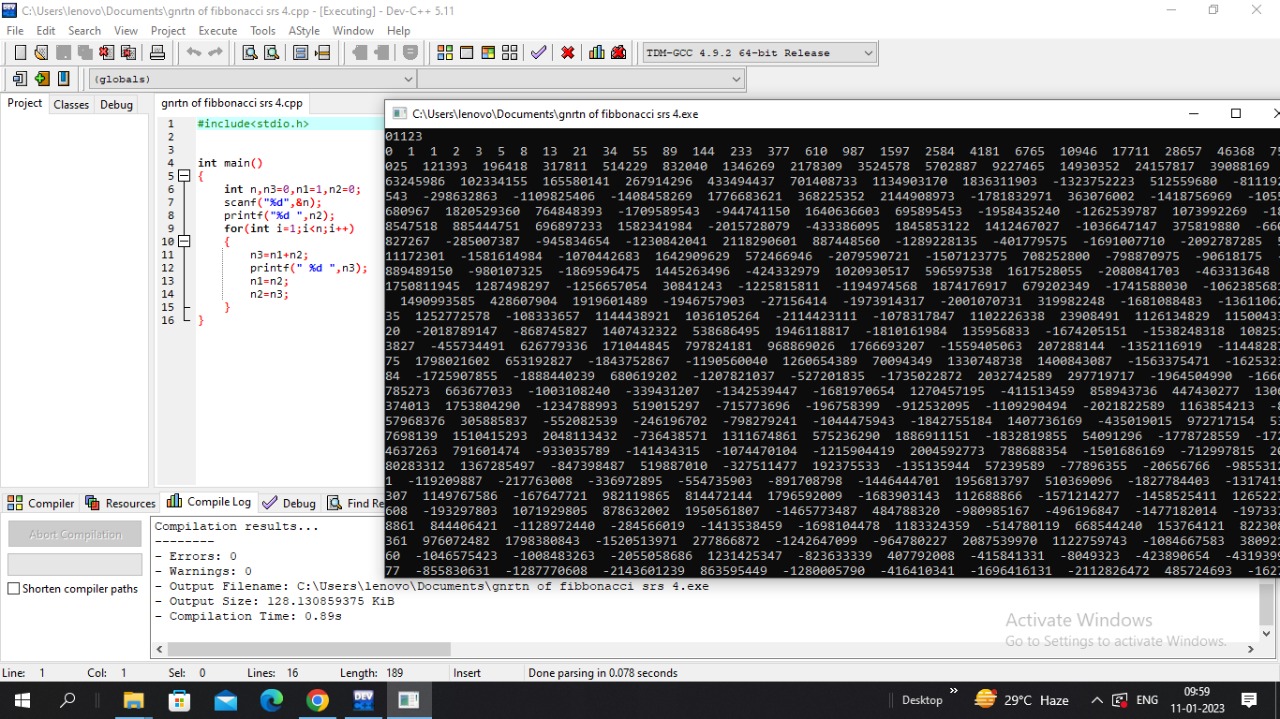 C:\Users\lenovo\Documents\gnrtn of fibbonacci srs 4.cpp - [Executing] - Dev-C++ 5.11
File Edit Search View Project Execute Tools AStyle Window Help
TDM-GCC 4.9.2 64-bit Release
(globals)
Project Classes Debug
gnrtn of fibbonacci srs 4.cpp
1 #include<stdio.h>
2
3
4 int main()
5 {
6 int n,n3=0,n1=1,n2=0;
7 scanf("%d",&n);
8 printf("%d ",n2);
9 for(int i=1;i<n;i++)
10 {
11 n3=n1+n2;
12 printf(" %d ",n3);
13 n1=n2;
14 n2=n3;
15 }
16 }
C:\Users\lenovo\Documents\gnrtn of fibbonacci srs 4.exe
01123
0 1 1 2 3 5 8 13 21 34 55 89 144 233 377 610 987 1597 2584 4181 6765 10946 17711 28657 46368 75
025 121393 196418 317811 514229 832040 1346269 2178309 3524578 5702887 9227465 14930352 24157817 39088169
63245986 102334155 165580141 267914296 433494437 701408733 1134903170 1836311903 -1323752223 512559680 -811192
543 -298632863 -1109825406 -1408458269 1776683621 368225352 2144908973 -1781832971 363076002 -1418756969 -105
680967 1820529360 764848393 -1709589543 -944741150 1640636603 695895453 -1958435240 -1262539787 1073992269 -18
8547518 885444751 696897233 1582341984 -2015728079 -433386095 1845853122 1412467027 -1036647147 375819880 -66
827267 -285007387 -945834654 -1230842041 2118290601 887448560 -1289228135 -401779575 -1691007710 -2092787285
11172301 -1581614984 -1070442683 1642909629 572466946 -2079590721 -1507123775 708252800 -798870975 -90618175
889489150 -980107325 -1869596475 1445263496 -424332979 1020930517 596597538 1617528055 -2080841703 -463313648
1750811945 1287498297 -1256657054 30841243 -1225815811 -1194974568 1874176917 679202349 -1741588030 -106238568
1490993585 428607904 1919601489 -1946757903 -27156414 -1973914317 -2001070731 319982248 -1681088483 -1361106
35 1252772578 -108333657 1144438921 1036105264 -2114423111 -1078317847 1102226338 23908491 1126134829 11500433
20 -2018789147 -868745827 1407432322 538686495 1946118817 -1810161984 135956833 -1674205151 -1538248318 10825
3827 -455734491 626779336 171044845 797824181 968869026 1766693207 -1559405063 207288144 -1352116919 -1144828
75 1798021602 653192827 -1843752867 -1190560040 1260654389 70094349 1330748738 1400843087 -1563375471 -162532
84 -1725907855 -1888440239 680619202 -1207821037 -527201835 -1735022872 2032742589 297719717 -1964504990 -166
785273 663677033 -1003108240 -339431207 -1342539447 -1681970654 1270457195 -411513459 858943736 447430277
374013 1753804290 -1234788993 519015297 -715773696 -196758399 -912532095 -1109290494 -2021822589 1163854213
57968376 305885837 -552082539 -246196702 -798279241 -1044475943 -1842755184 1407736169 -435019015 972717154
7698139 1510415293 2048113432 -736438571 1311674861 575236290 1886911151 -1832819855 54091296 -1778728559
4637263 791601474 -933035789 -141434315 -1074470104 -1215904419 2004592773 788688354 -1501686169 -712997815
80283312 1367285497 -847398487 519887010 -327511477 192375533 -135135944 57239589 -77896355 -20656766
1 -119209887 -217763008 -336972895 -554735903 -891708798 -1446444701 1956813797 510369096 -1827784403
307 1149767586 -167647721 982119865 814472144 1796592009 -1683903143 112688866 -1571214277 -1458525411
608 -193297803 1071929805 878632002 1950561807 -1465773487 484788320 -980985167 -496196847 -1477182014
8861 844406421 -1128972440 -284566019 -1413538459 -1698104478 1183324359 -514780119 668544240 153764121
361 976072482 1798380843 -1520513971 277866872 -1242647099 -964780227 2087539970 1122759743 -1084667583
60 -1046575423 -1008483263 -2055058686 1231425347 -823633339 407792008 -415841331 -8049323 -423890654
77 -855830631 -1287770608 -2143601239 863595449 -1280005790 -416410341 -1696416131 -2112826472 485724693
Compiler Resources Compile Log Debug Find Re
Abort Compilation
Shorten compiler paths
Compilation results...
--------
- Errors: 0
- Warnings: 0
- Output Filename: C:\Users\lenovo\Documents\gnrtn of fibbonacci srs 4.exe
- Output Size: 128.130859375 KiB
- Compilation Time: 0.89s
Activate Windows
Go to Settings to activate Windows.
Line: 1 Col: 1 Sel: 0 Lines: 16 Length: 189 Insert Done parsing in 0.078 seconds
Desktop 29°C Haze ENG 09:59
11-01-2023